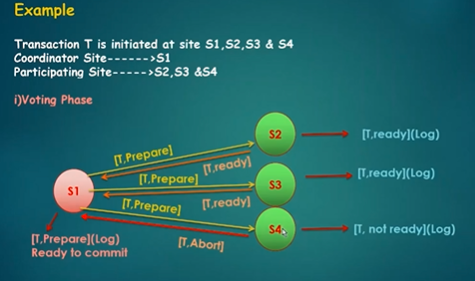 Example
Transaction T is initiated at site S1,S2,S3 & S4
Coordinator Site------>S1
Participating Site----->S2,S3 &S4
i)Voting Phase
S2
[T,ready](Log)
[T,Prepare]
[T,ready]
[T,Prepare]
S3
[T,ready](Log)
S1
[T,ready]
[T,Prepare]
S4
[T, not ready](Log)
[T,Prepare](Log)
Ready to commit
[T,Abort]